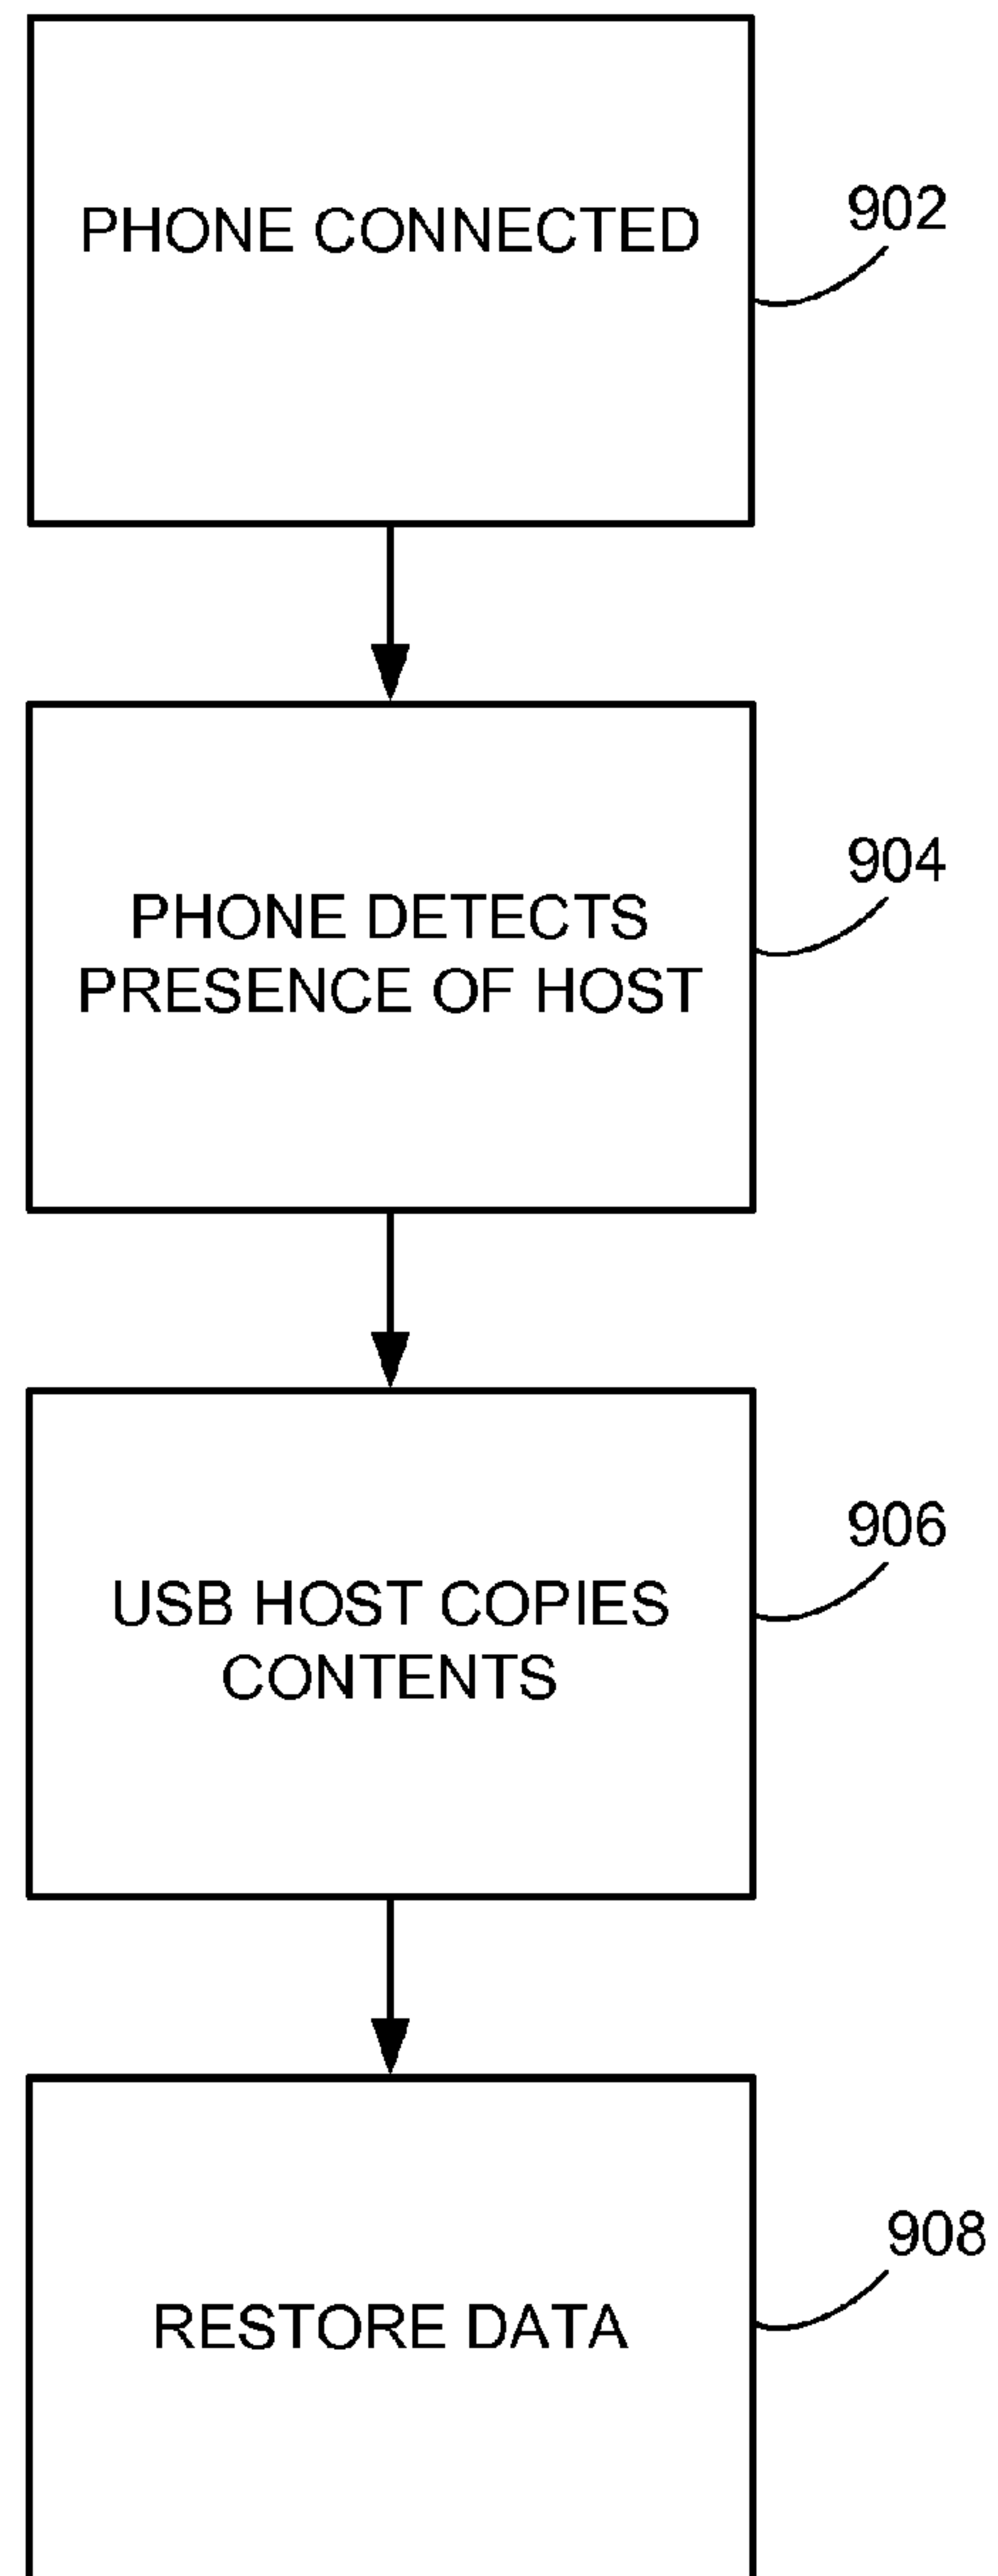 PHONE CONNECTED
902
PHONE DETECTS
PRESENCE OF HOST
904
USB HOST COPIES
CONTENTS
906
RESTORE DATA
908